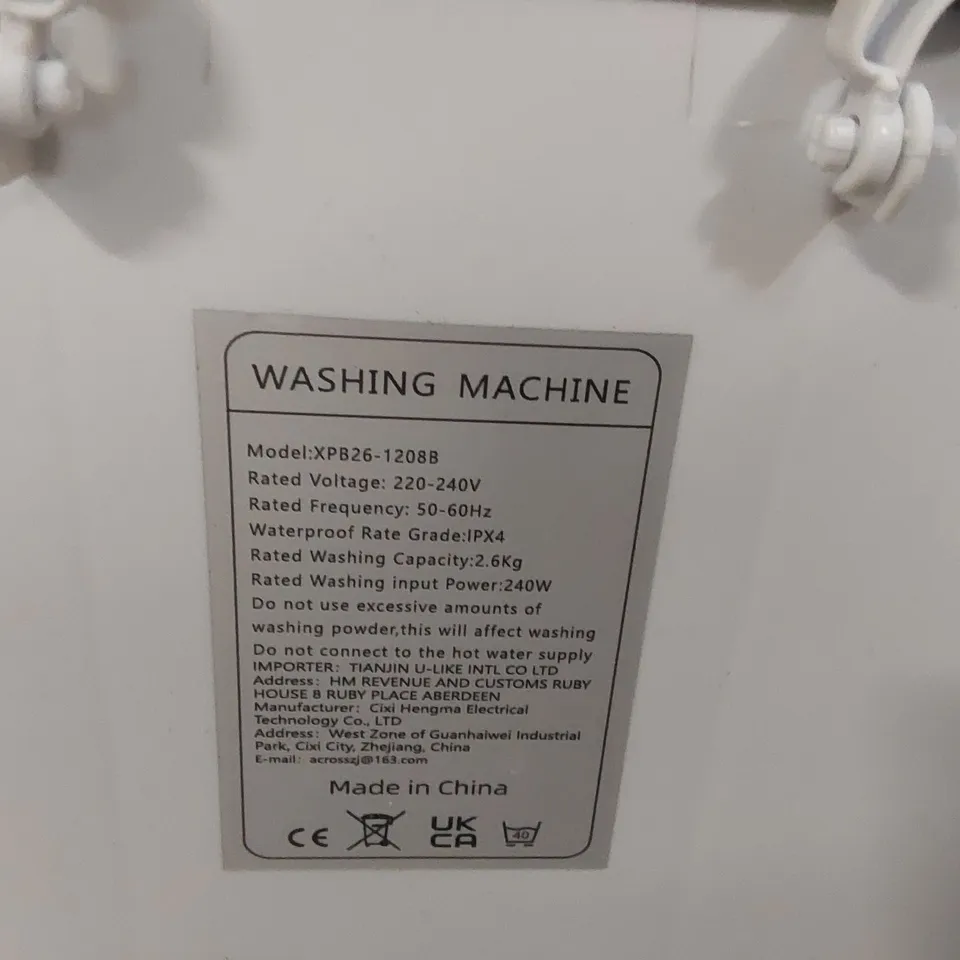 WASHING MACHINE
Model:XPB26-1208B
Rated Voltage: 220-240V
Rated Frequency: 50-60Hz
Waterproof Rate Grade:IPX4
Rated Washing Capacity:2.6Kg
Rated Washing input Power:240W
Do not use excessive amounts of
washing powder,this will affect washing
Do not connect to the hot water supply
IMPORTER: TIANJIN U-LIKE INTL CO LTD
Address: HM REVENUE AND CUSTOMS RUBY
HOUSE 8 RUBY PLACE ABERDEEN
Manufacturer: Cixi Hengma Electrical
Technology Co., LTD
Address: West Zone of Guanhaiwei Industrial
Park, Cixi City, Zhejiang, China
E-mail: acrosszj@163.com
Made in China
CE UK CA 40